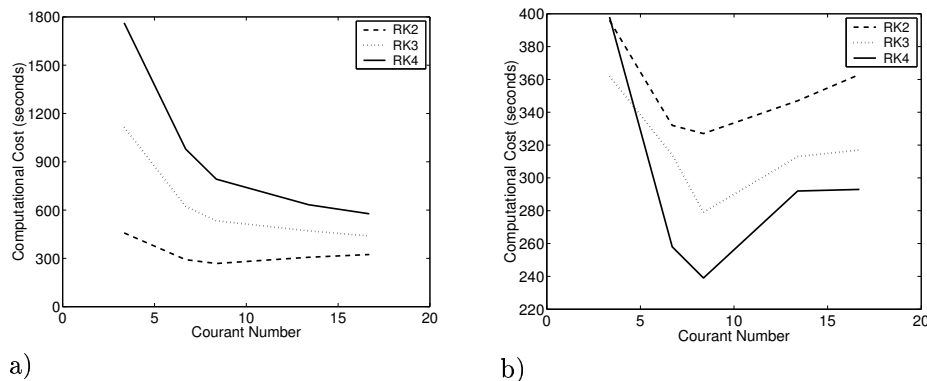 1800
1500
1200
900
600
300
0
Computational Cost (seconds)
0 5 10 15 20
Courant Number
RK2
RK3
RK4
a)
400
380
360
340
320
300
280
260
240
220
Computational Cost (seconds)
0 5 10 15 20
Courant Number
RK2
RK3
RK4
b)